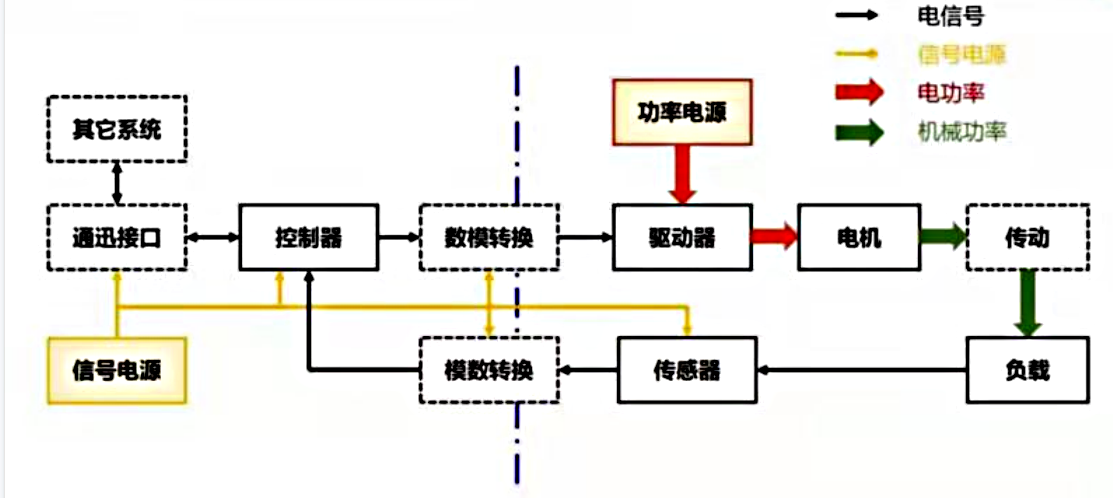 电信号
信号电源
电功率
机械功率
其它系统
功率电源
通迅接口
控制器
数模转换
驱动器
电机
传动
信号电源
模数转换
传感器
负载